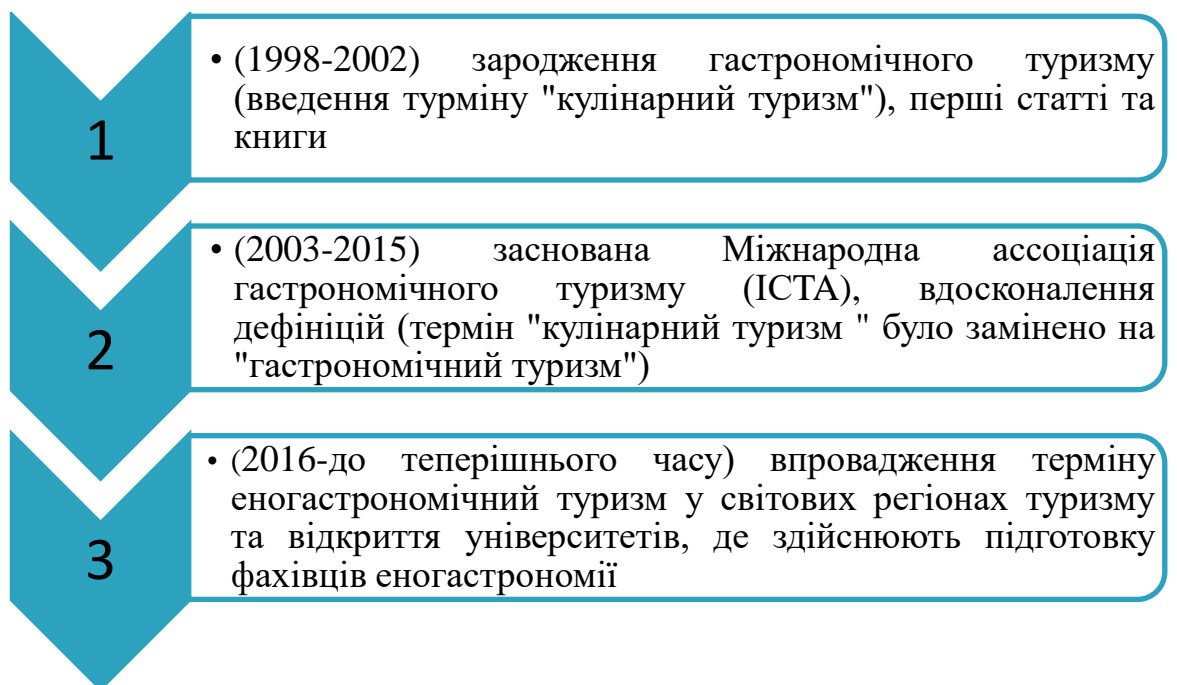 1
• (1998-2002) зародження гастрономічного туризму
(введення турміну "кулінарний туризм"), перші статті та
книги
2
• (2003-2015) заснована Міжнародна ассоціація
гастрономічного туризму (ICTA), вдосконалення
дефініцій (термін "кулінарний туризм " було замінено на
"гастрономічний туризм")
3
• (2016-до теперішнього часу) впровадження терміну
еногастрономічний туризм у світових регіонах туризму
та відкриття університетів, де здійснюють підготовку
фахівців еногастрономії